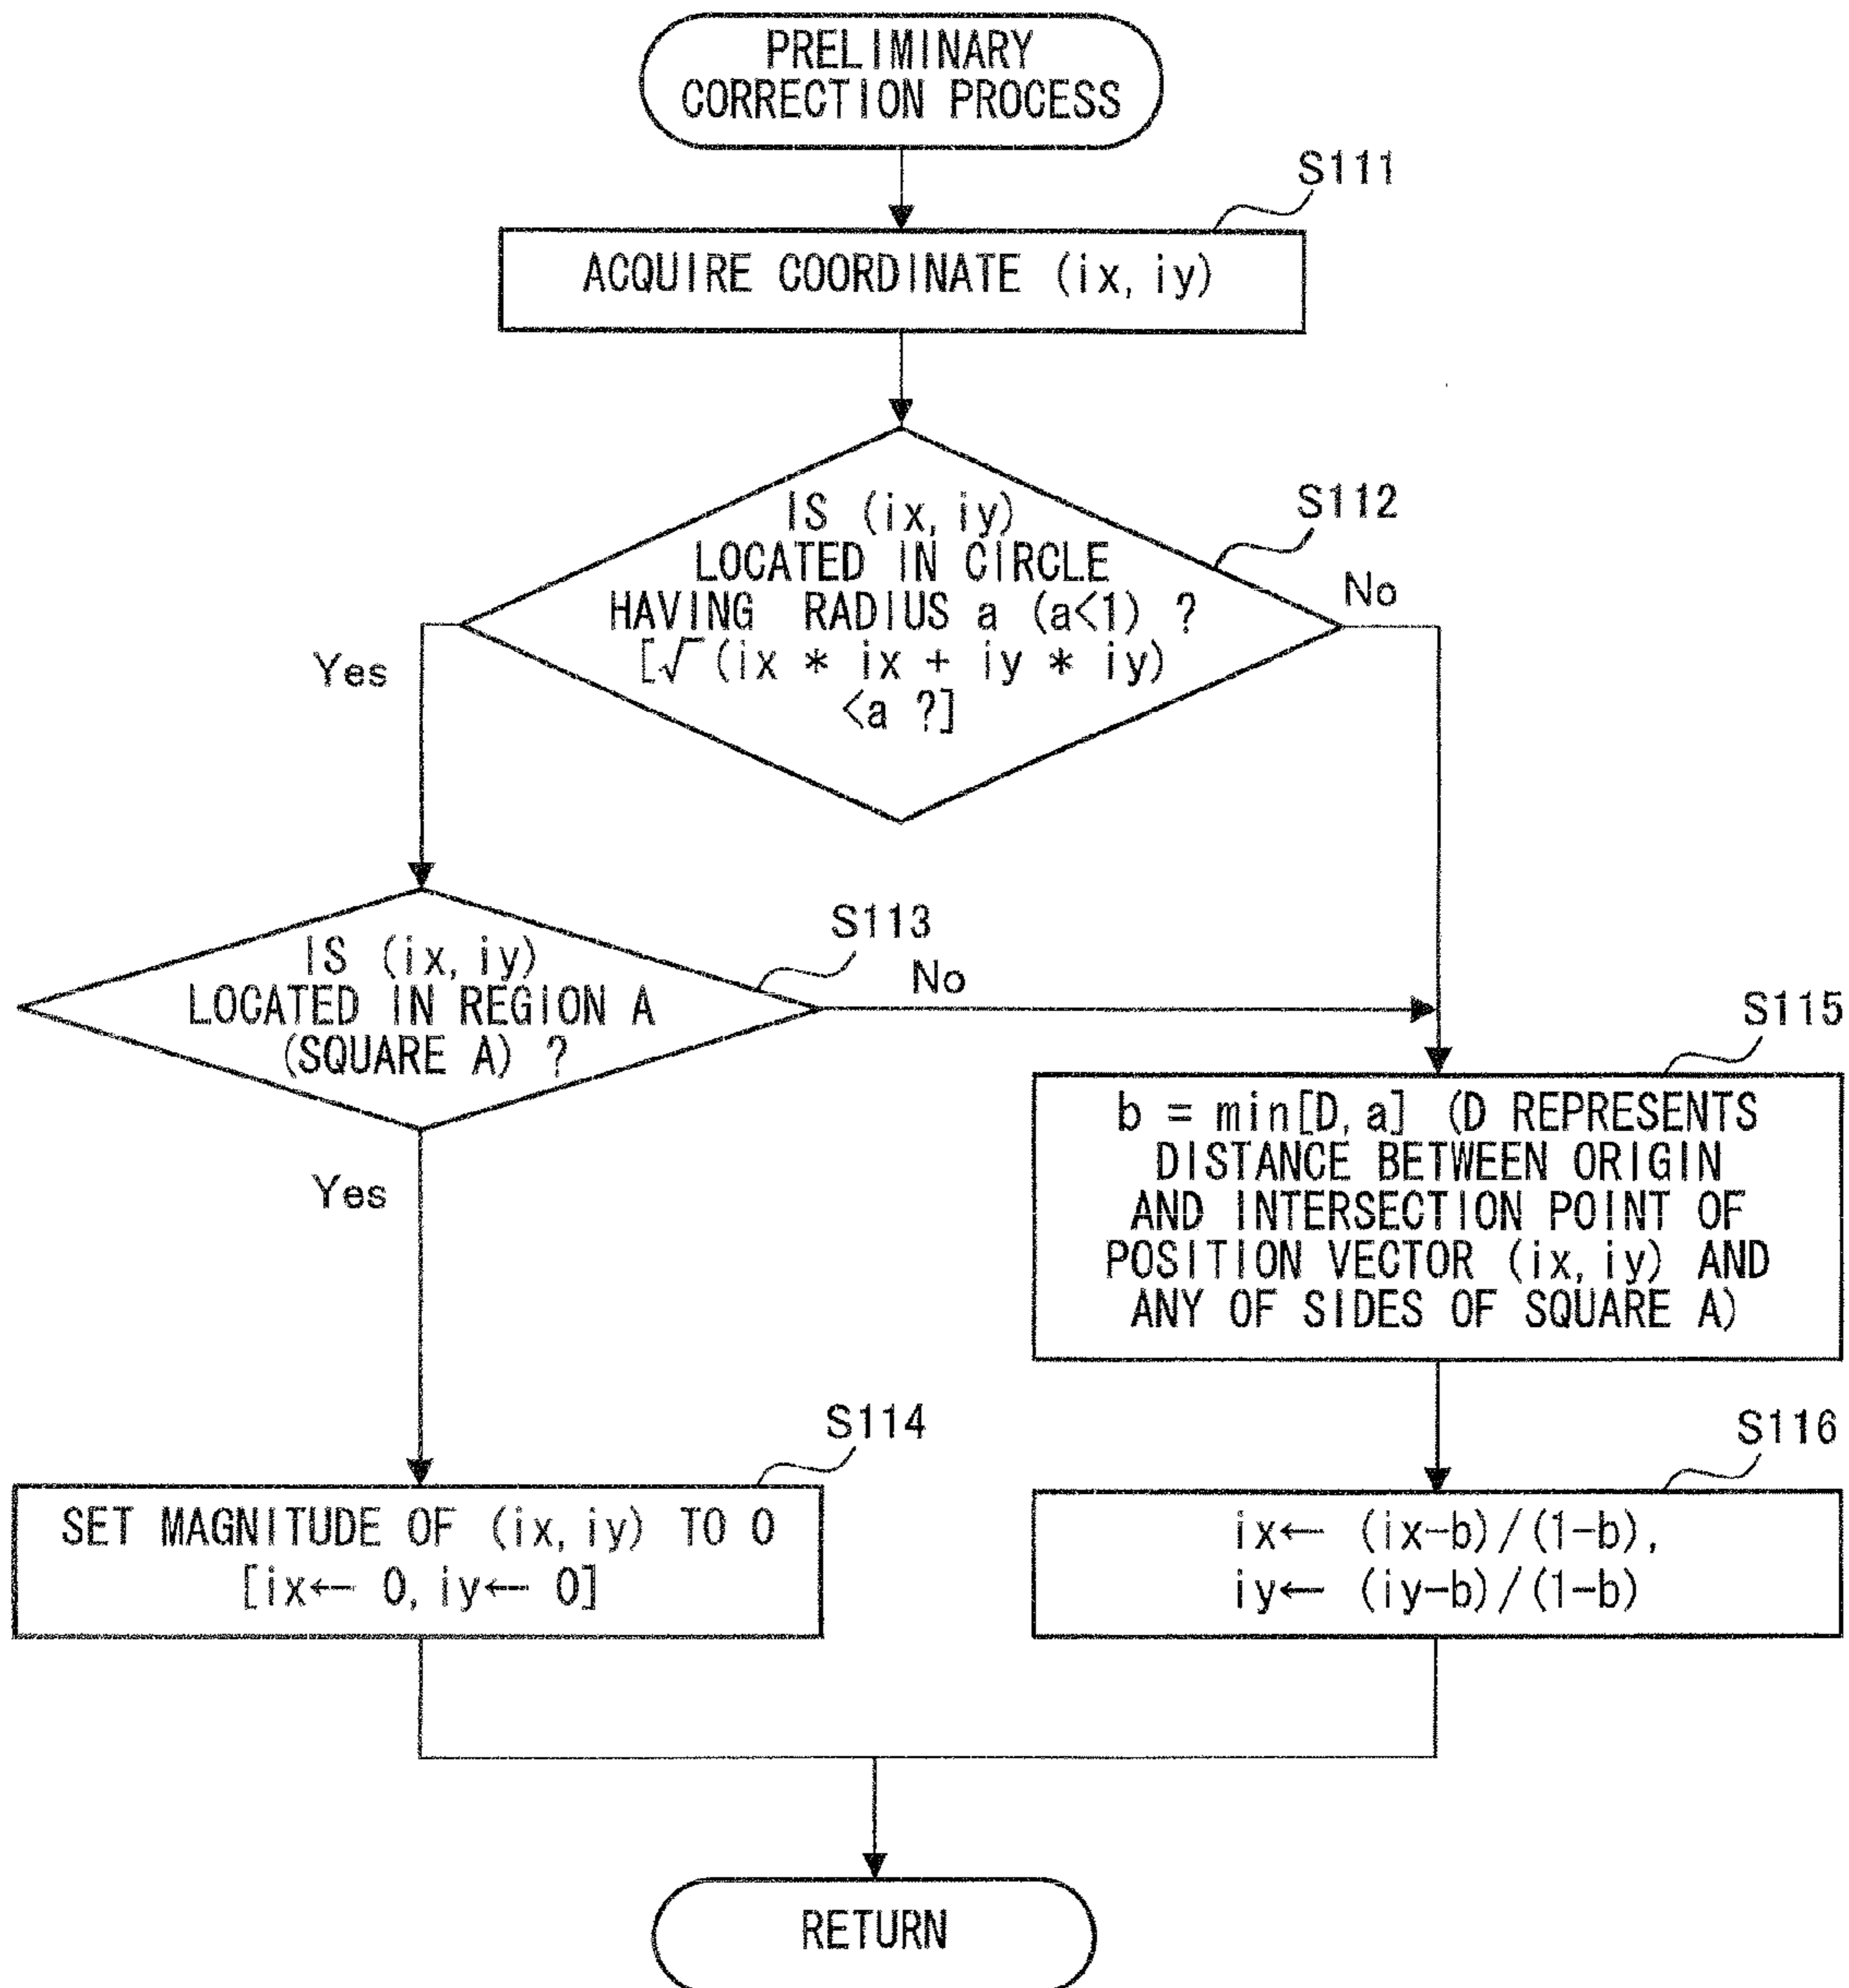 PRELIMINARY
CORRECTION PROCESS
S111
ACQUIRE COORDINATE (ix, iy)
S112
IS (ix, iy)
LOCATED IN CIRCLE
HAVING RADIUS a (a<1) ?
[√(ix * ix + iy * iy)
<a ?]
Yes
No
S113
IS (ix, iy)
LOCATED IN REGION A
(SQUARE A) ?
No
Yes
S115
b = min[D, a] (D REPRESENTS
DISTANCE BETWEEN ORIGIN
AND INTERSECTION POINT OF
POSITION VECTOR (ix, iy) AND
ANY OF SIDES OF SQUARE A)
S114
SET MAGNITUDE OF (ix, iy) TO 0
[ix← 0, iy← 0]
S116
ix← (ix-b)/(1-b),
iy← (iy-b)/(1-b)
RETURN